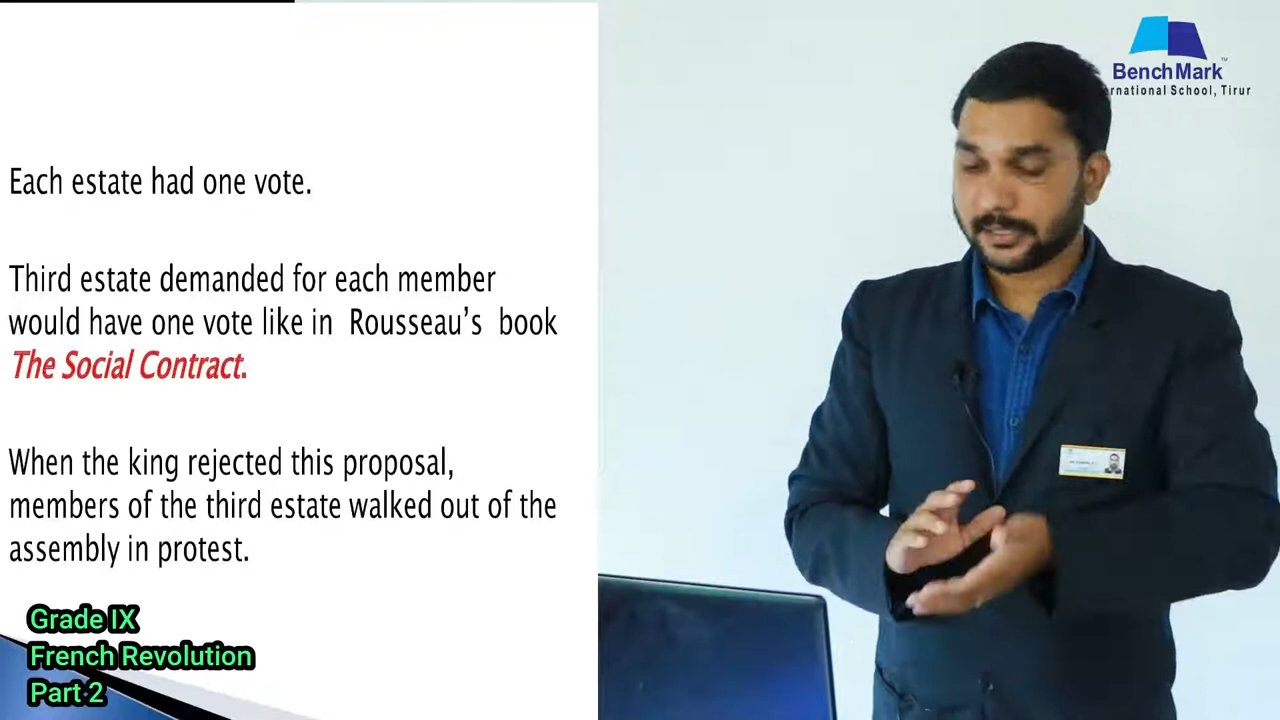 Each estate had one vote.
Third estate demanded for each member
would have one vote like in Rousseau's book
The Social Contract.
When the king rejected this proposal,
members of the third estate walked out of the
assembly in protest.
Grade IX
French Revolution
Part 2
BenchMark™
ernational School, Tirur